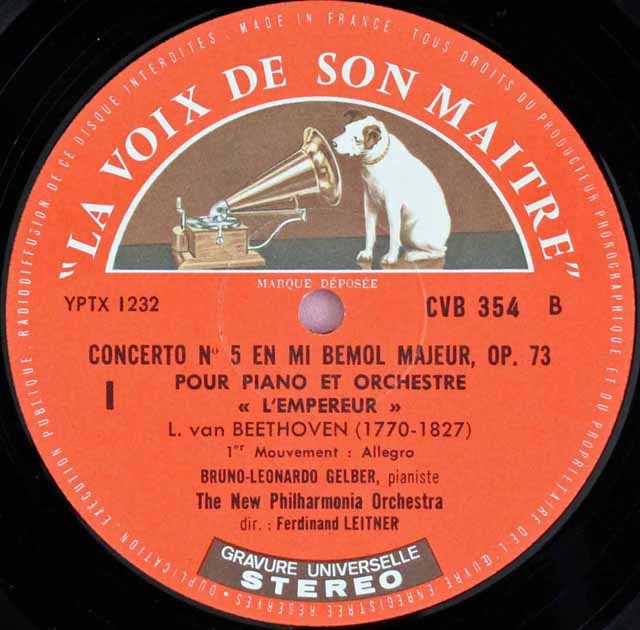 MADE IN FRANCE · TOUS DROITS DU PRODUCTEUR PHONOGRAPHIQUE ET DU PROPRIETAIRE DE L'ŒUVRE ENREGISTRÉE RESERVES · DUPLICATION · EXÉCUTION PUBLIQUE · RADIODIFFUSION DE CE DISQUE INTERDITES ·
"LA VOIX DE SON MAITRE"
MARQUE DÉPOSÉE
YPTX 1232
CVB 354 B
CONCERTO Nº 5 EN MI BEMOL MAJEUR, OP. 73
I
POUR PIANO ET ORCHESTRE
« L'EMPEREUR »
L. van BEETHOVEN (1770-1827)
1er Mouvement : Allegro
BRUNO-LEONARDO GELBER, pianiste
The New Philharmonia Orchestra
dir. : Ferdinand LEITNER
GRAVURE UNIVERSELLE
STEREO